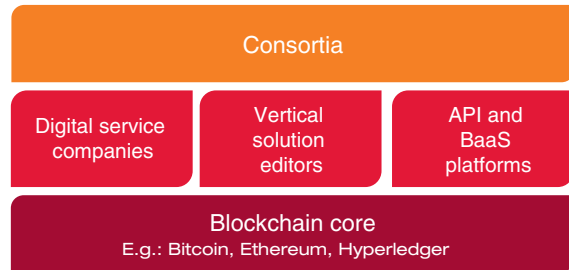 Consortia
Digital service
companies
Vertical
solution
editors
API and
BaaS
platforms
Blockchain core
E.g.: Bitcoin, Ethereum, Hyperledger